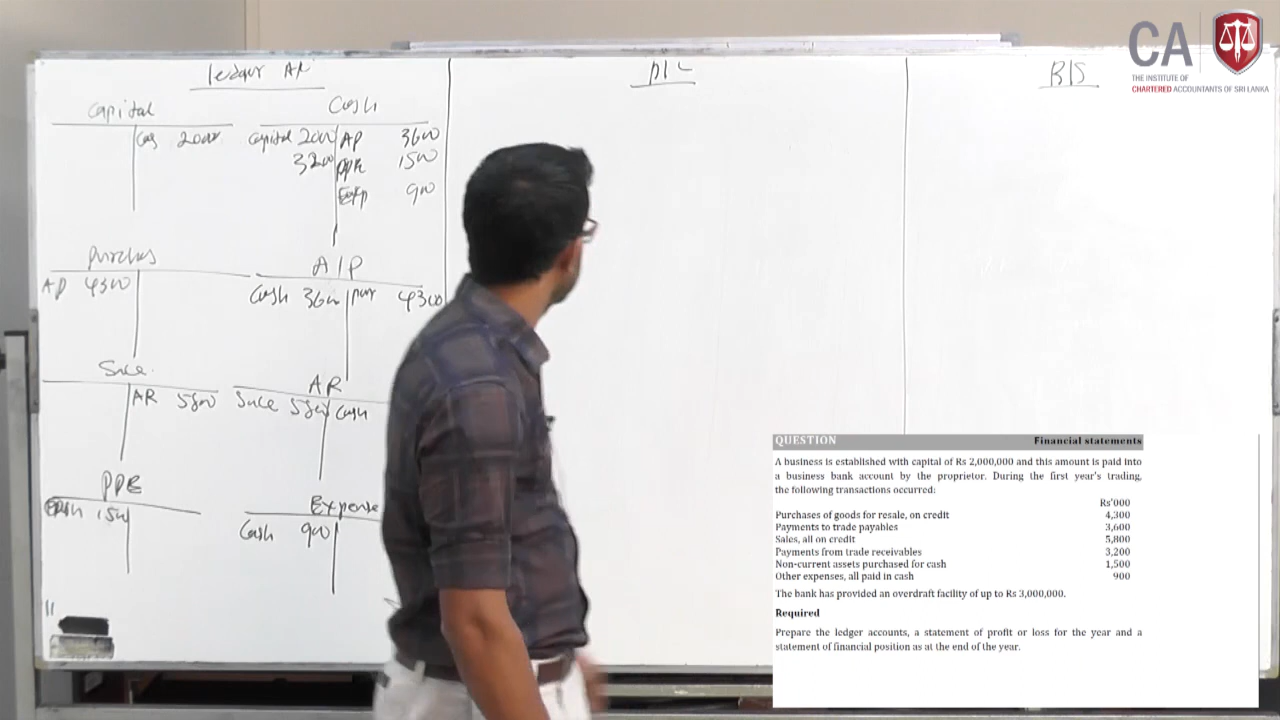 CA
THE INSTITUTE OF
CHARTERED ACCOUNTANTS OF SRI LANKA
ledger
B/S
Capital
Cash
2000
Capital 2000 AP 3600
3200 PPE 1500
Exp 900
A/P
AP 4300
Cash 3600 4300
AR
AR 5800
5800 Cash
PPE
1500
Expense
Cash 900
QUESTION Financial statements
A business is established with capital of Rs 2,000,000 and this amount is paid into
a business bank account by the proprietor. During the first year's trading,
the following transactions occurred:
Rs'000
Purchases of goods for resale, on credit 4,300
Payments to trade payables 3,600
Sales, all on credit 5,800
Payments from trade receivables 3,200
Non-current assets purchased for cash 1,500
Other expenses, all paid in cash 900
The bank has provided an overdraft facility of up to Rs 3,000,000.
Required
Prepare the ledger accounts, a statement of profit or loss for the year and a
statement of financial position as at the end of the year.